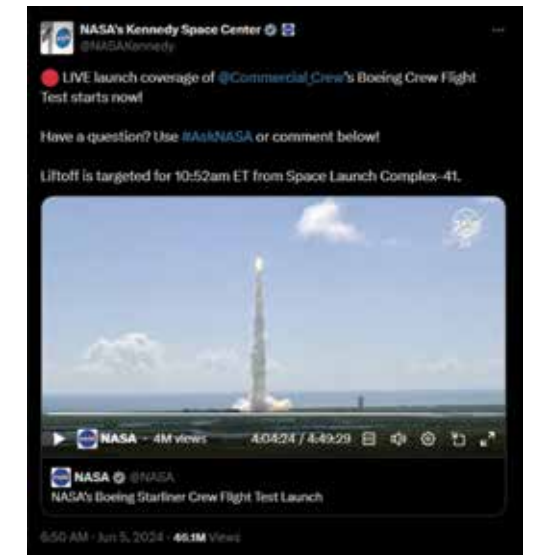 NASA's Kennedy Space Center
@NASAKennedy
LIVE launch coverage of @Commercial_Crew's Boeing Crew Flight
Test starts now!
Have a question? Use #AskNASA or comment below!
Liftoff is targeted for 10:52am ET from Space Launch Complex-41.
NASA · 4M views 4:04:24 / 4:49:29
NASA @NASA
NASA's Boeing Starliner Crew Flight Test Launch
6:50 AM · Jun 5, 2024 · 46.1M Views